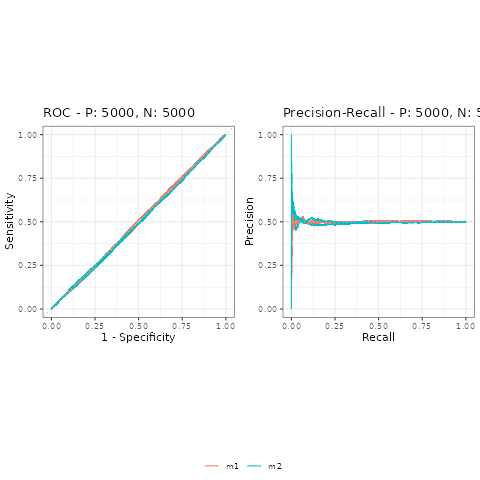 ROC - P: 5000, N: 5000
Precision-Recall - P: 5000, N: 5
1.00
0.75
0.50
0.25
0.00
Sensitivity
0.00 0.25 0.50 0.75 1.00
1 - Specificity
1.00
0.75
0.50
0.25
0.00
Precision
0.00 0.25 0.50 0.75 1.00
Recall
m1 m2